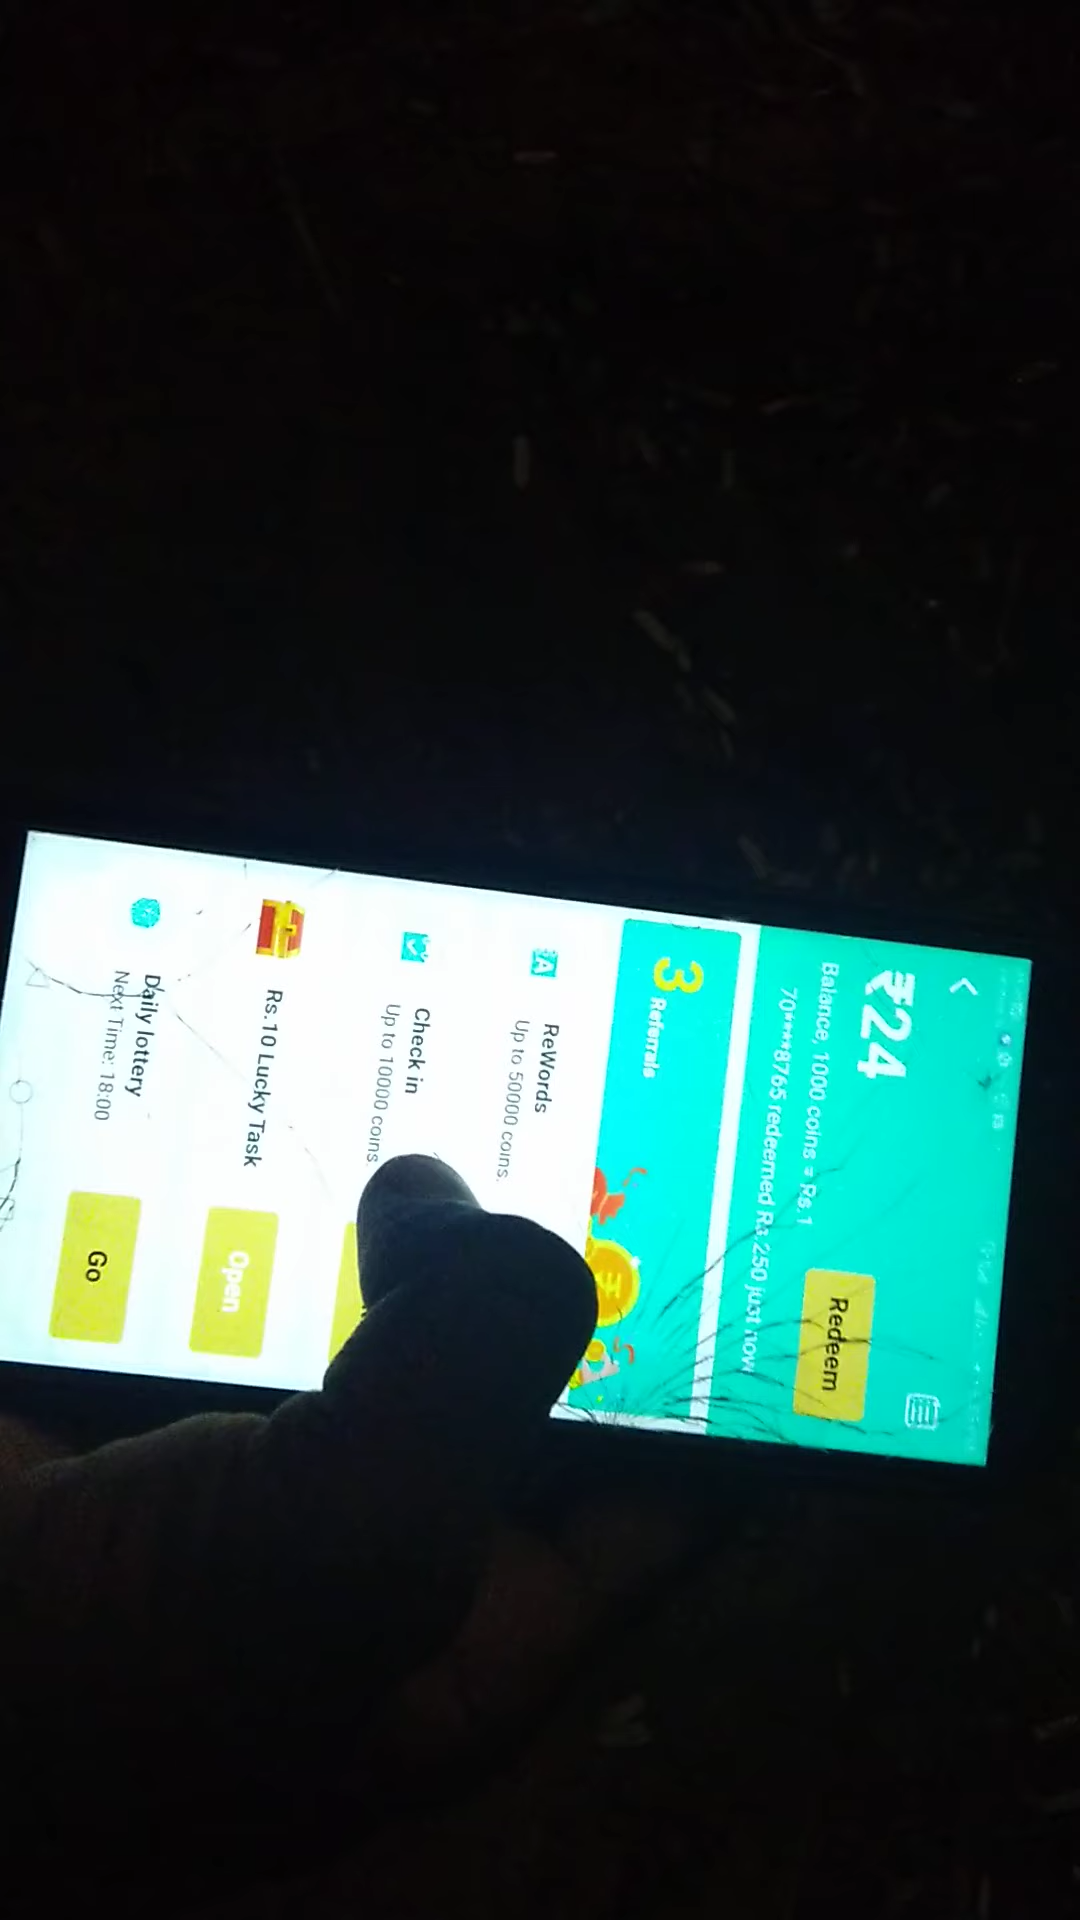 ₹24
Redeem
Balance, 1000 coins = Rs.1
70****8765 redeemed Rs.250 just now
3 Referrals
ReWords
Up to 50000 coins.
Check in
Up to 10000 coins.
Rs.10 Lucky Task
Open
Daily lottery
Next Time: 18:00
Go